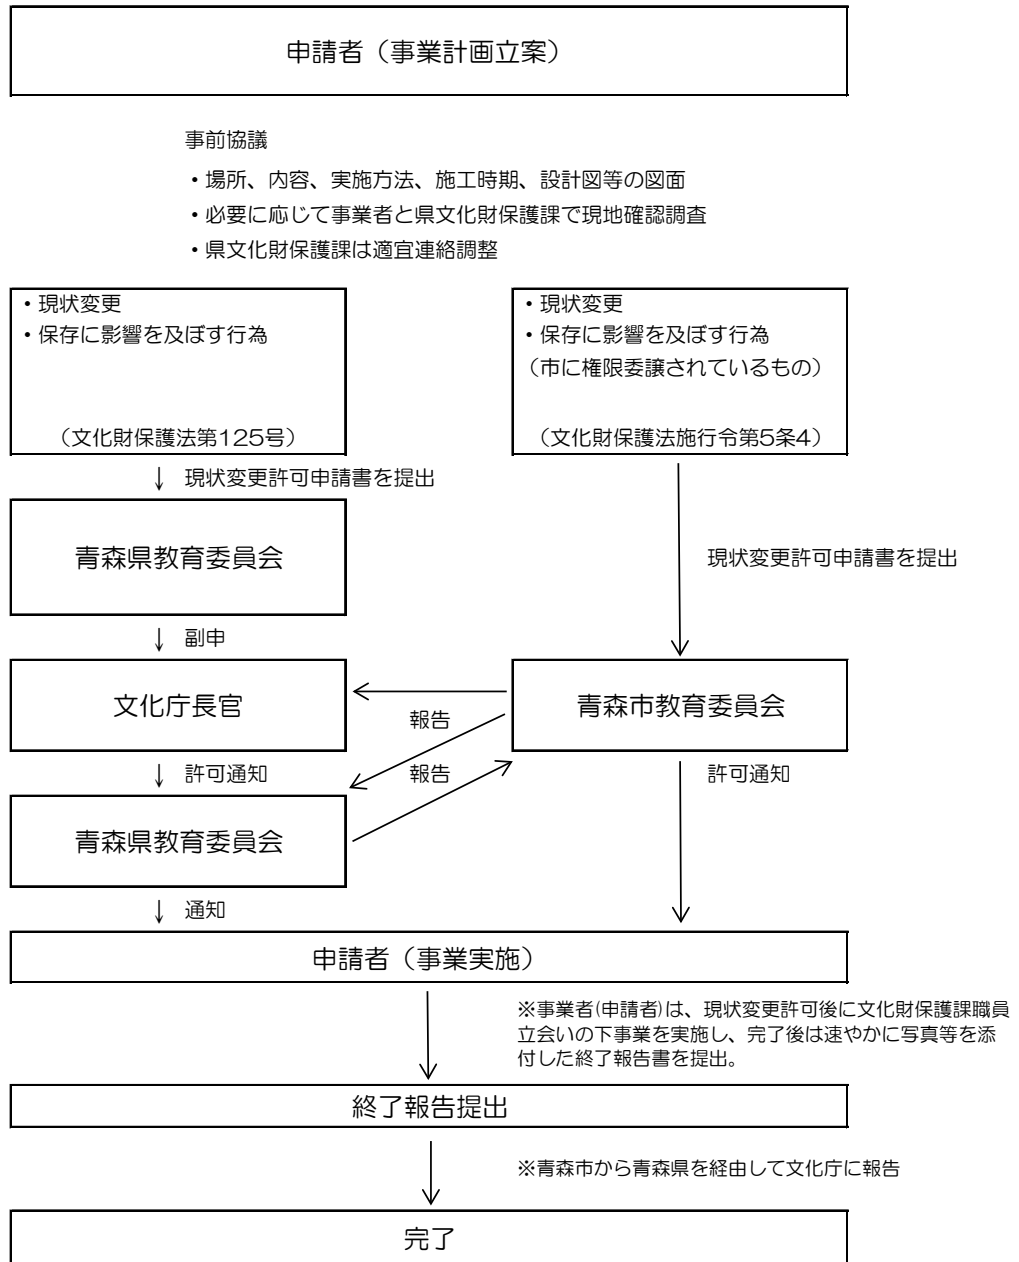 申請者（事業計画立案）
事前協議
・場所、内容、実施方法、施工時期、設計図等の図面
・必要に応じて事業者と県文化財保護課で現地確認調査
・県文化財保護課は適宜連絡調整
・現状変更
・保存に影響を及ぼす行為
（文化財保護法第125号）
・現状変更
・保存に影響を及ぼす行為
（市に権限委譲されているもの）
（文化財保護法施行令第5条4）
↓ 現状変更許可申請書を提出
青森県教育委員会
現状変更許可申請書を提出
↓ 副申
文化庁長官
報告
青森市教育委員会
↓ 許可通知
報告
許可通知
青森県教育委員会
↓ 通知
申請者（事業実施）
※事業者(申請者)は、現状変更許可後に文化財保護課職員
立会いの下事業を実施し、完了後は速やかに写真等を添
付した終了報告書を提出。
終了報告提出
※青森市から青森県を経由して文化庁に報告
完了